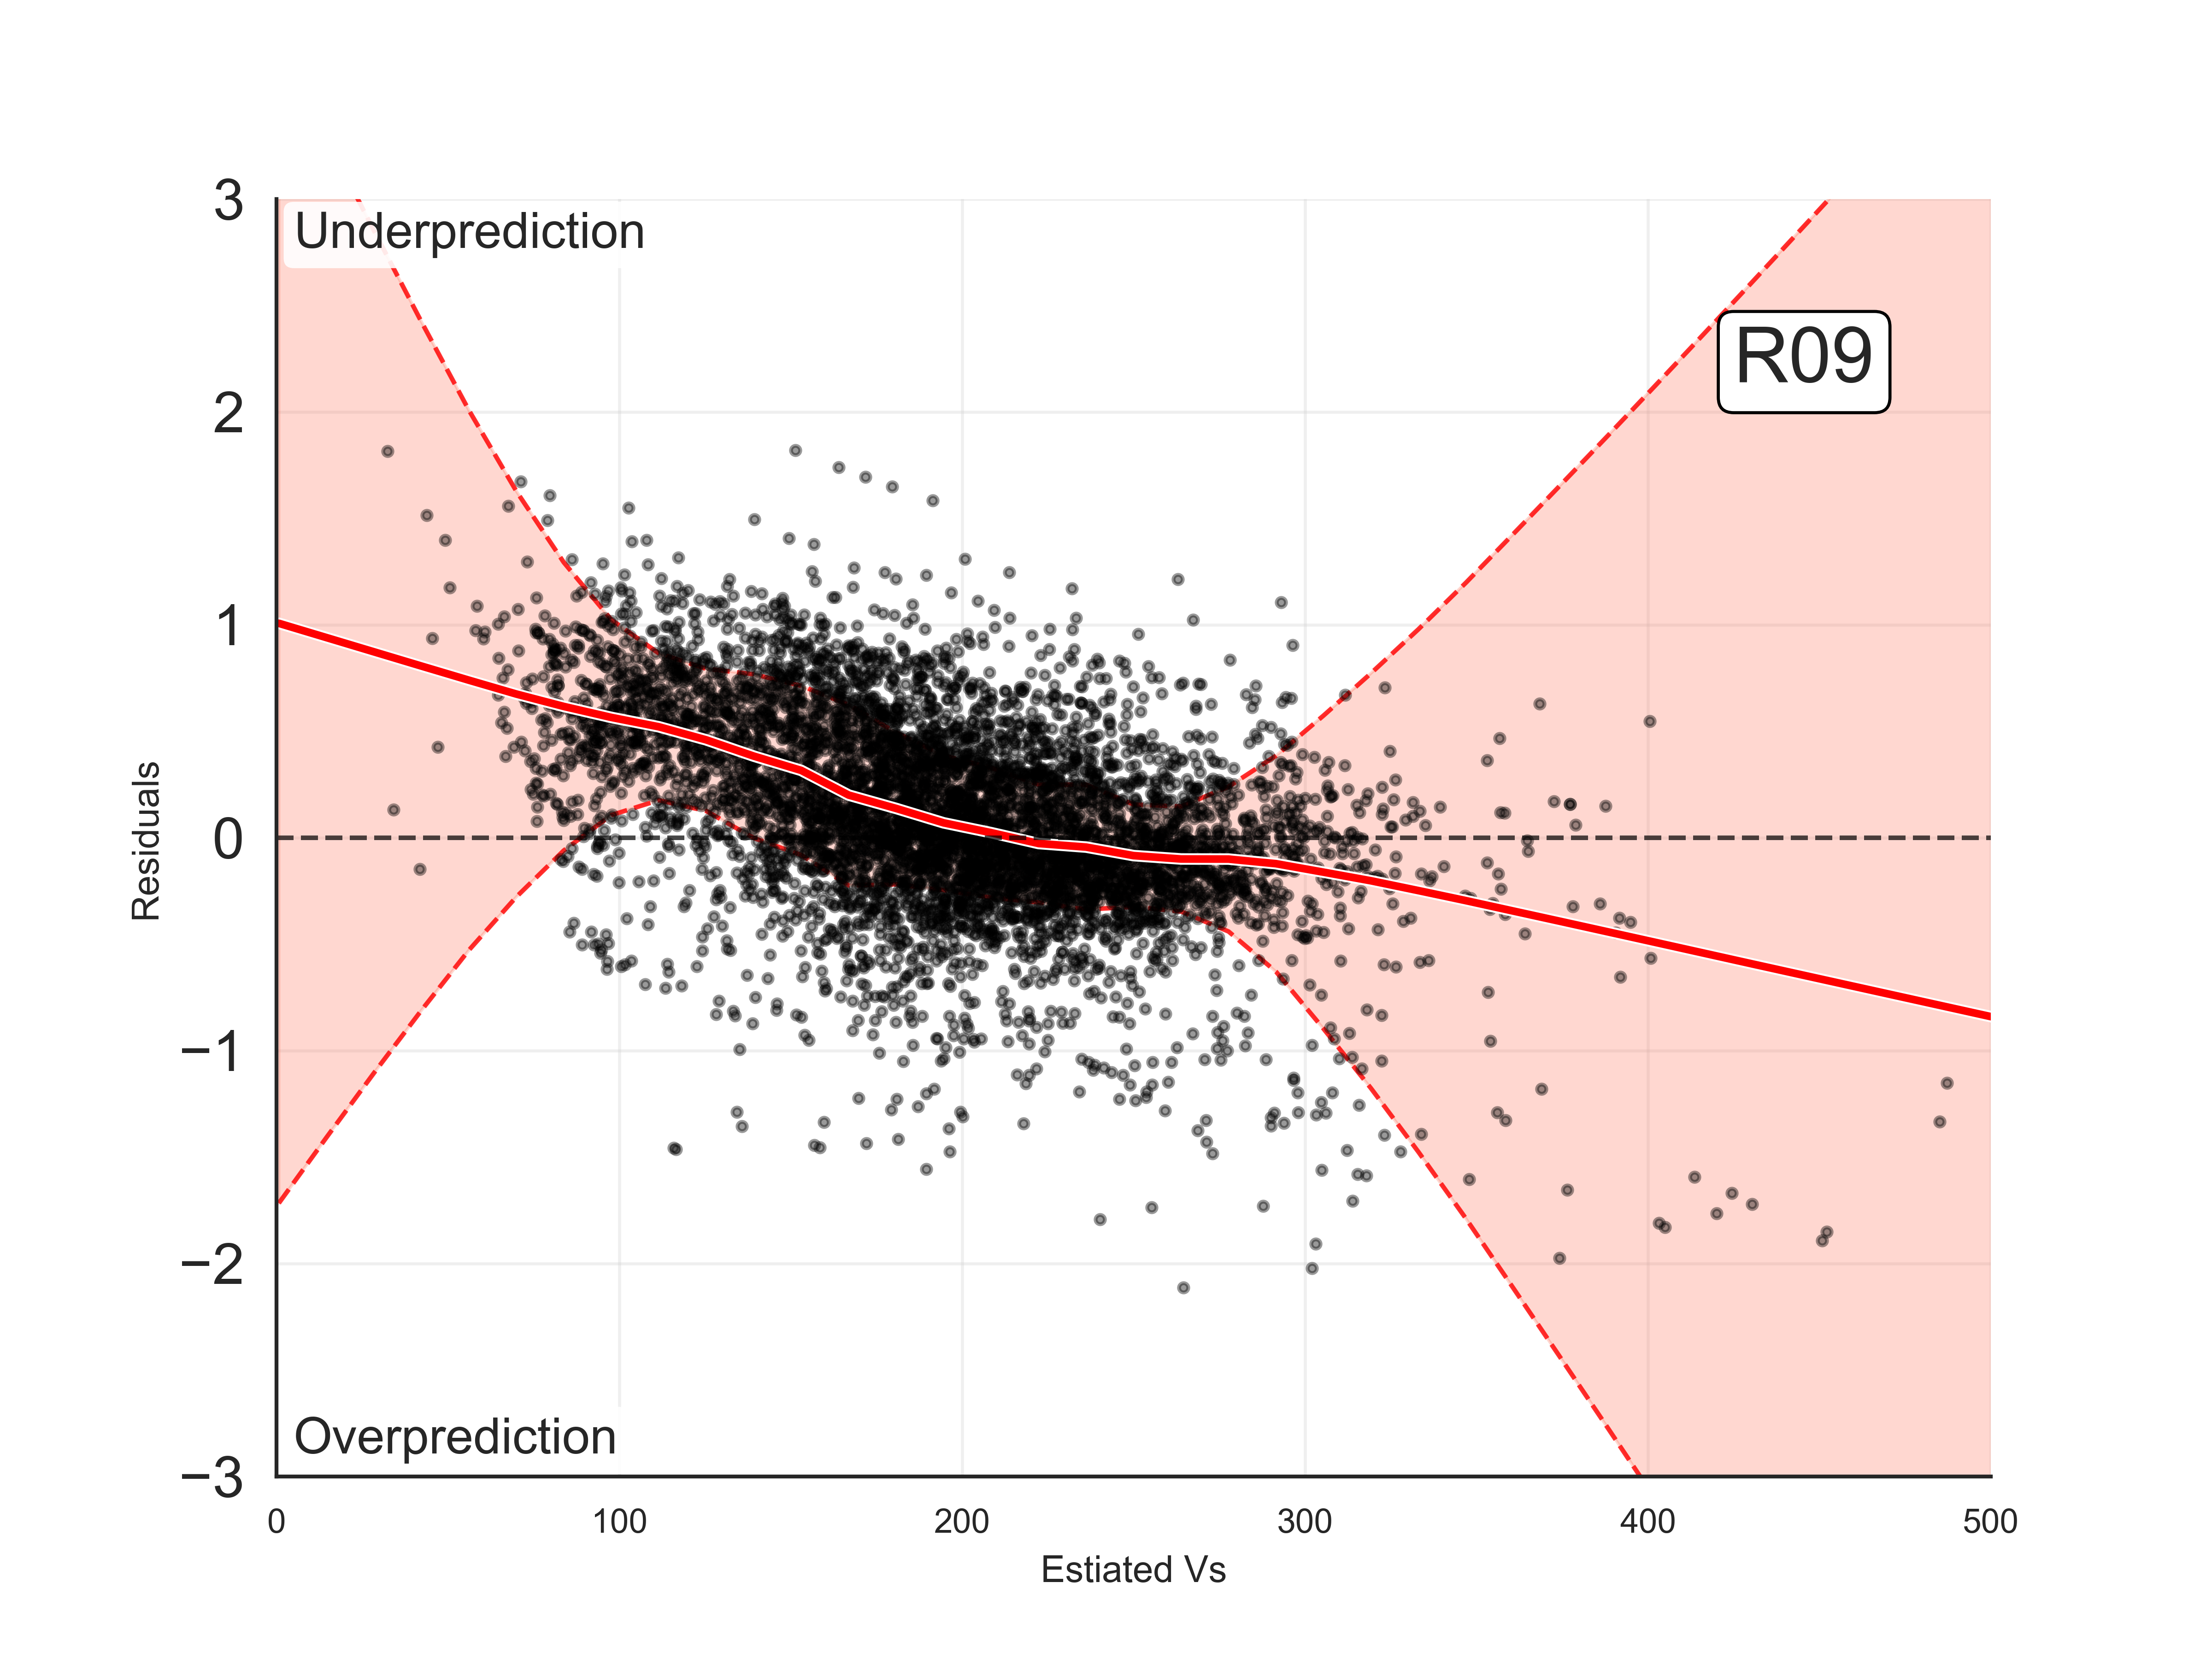 3
Underprediction
R09
2
1
0
−1
−2
−3
Residuals
Overprediction
0 100 200 300 400 500
Estiated Vs